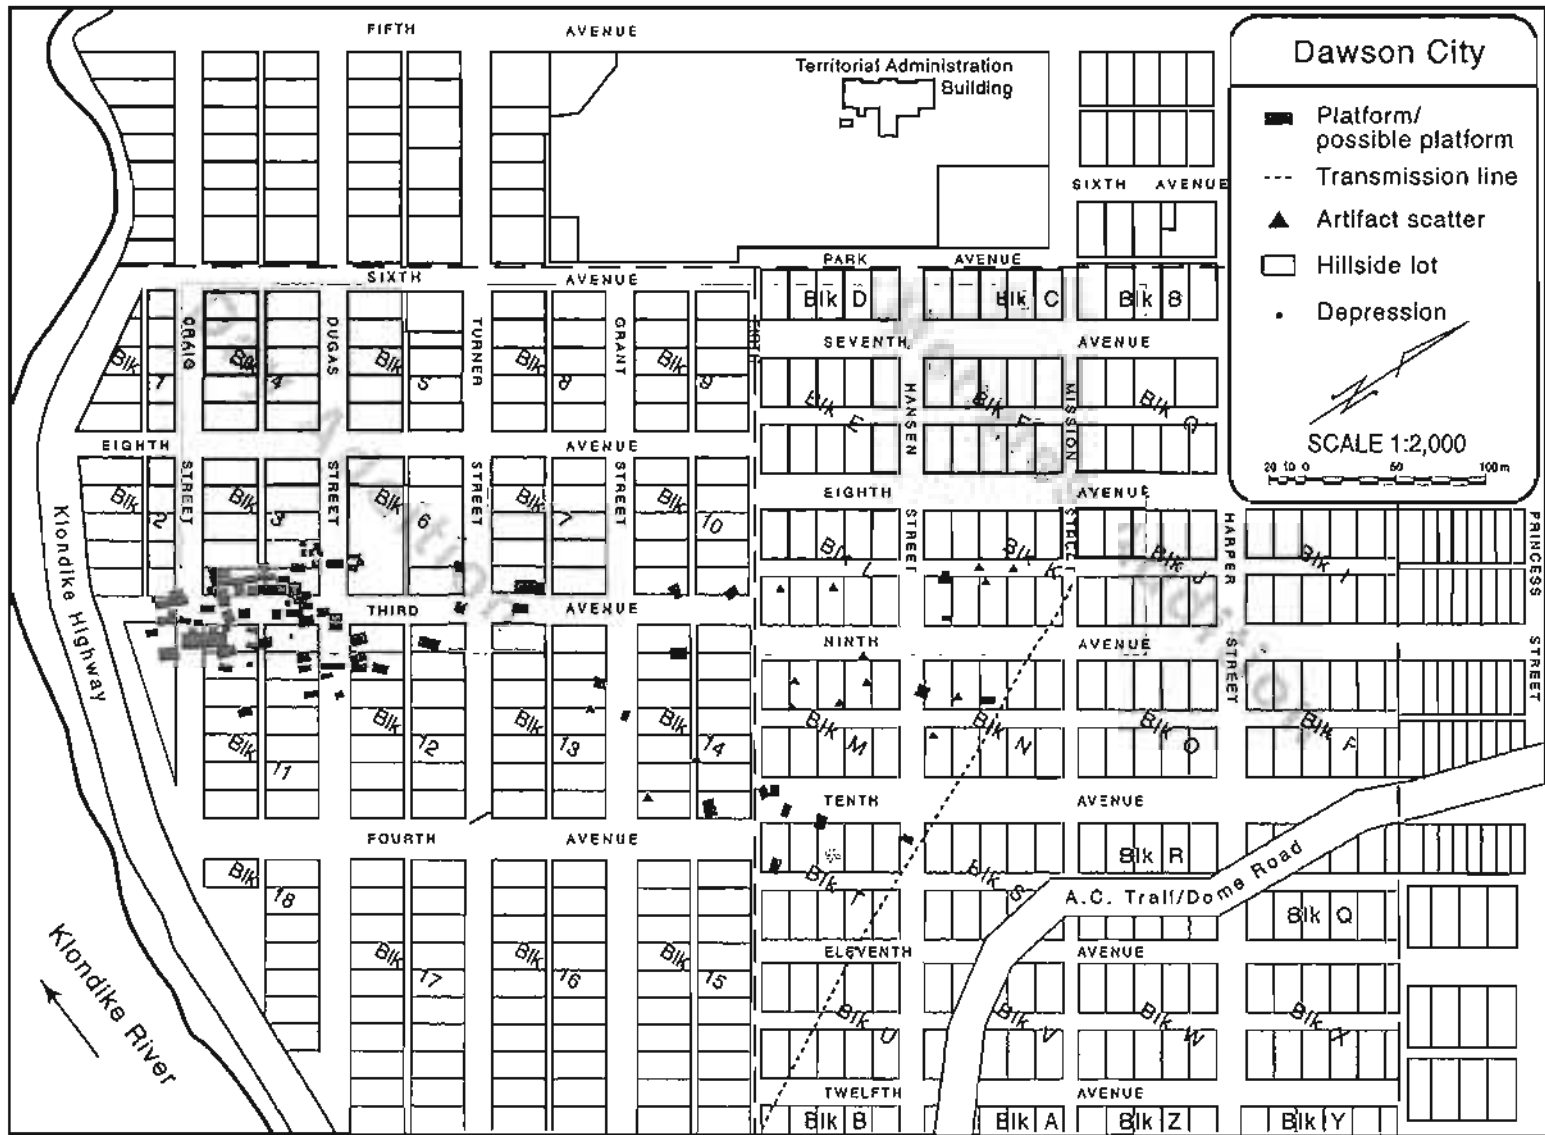 FIFTH AVENUE
Territorial Administration
Building
Dawson City
Platform/
possible platform
Transmission line
Artifact scatter
Hillside lot
Depression
SCALE 1:2,000
20 10 0 50 100 m
SIXTH AVENUE
PARK AVENUE
SIXTH AVENUE
Blk D
Blk C
Blk B
CRAIG
DUGAS
TURNER
GRANT
SEVENTH AVENUE
Blk 1
Blk 4
Blk 5
Blk 8
Blk 9
HANSEN
MISSION
Blk E
Blk F
Blk G
Day Addition
EIGHTH AVENUE
STREET
STREET
STREET
STREET
Blk 2
Blk 3
Blk 6
Blk 7
Blk 10
EIGHTH AVENUE
STREET
STREET
HARPER
PRINCESS
Blk L
Blk K
Blk J
Blk I
Addition
Klondike Highway
THIRD AVENUE
NINTH AVENUE
STREET
STREET
Blk 11
Blk 12
Blk 13
Blk 14
Blk M
Blk N
Blk O
Blk P
TENTH AVENUE
FOURTH AVENUE
Blk T
Blk S
Blk R
A.C. Trail/Dome Road
Blk Q
Blk 18
Blk 17
Blk 16
Blk 15
ELEVENTH AVENUE
Blk U
Blk V
Blk W
Blk X
Klondike River
TWELFTH AVENUE
Blk B
Blk A
Blk Z
Blk Y